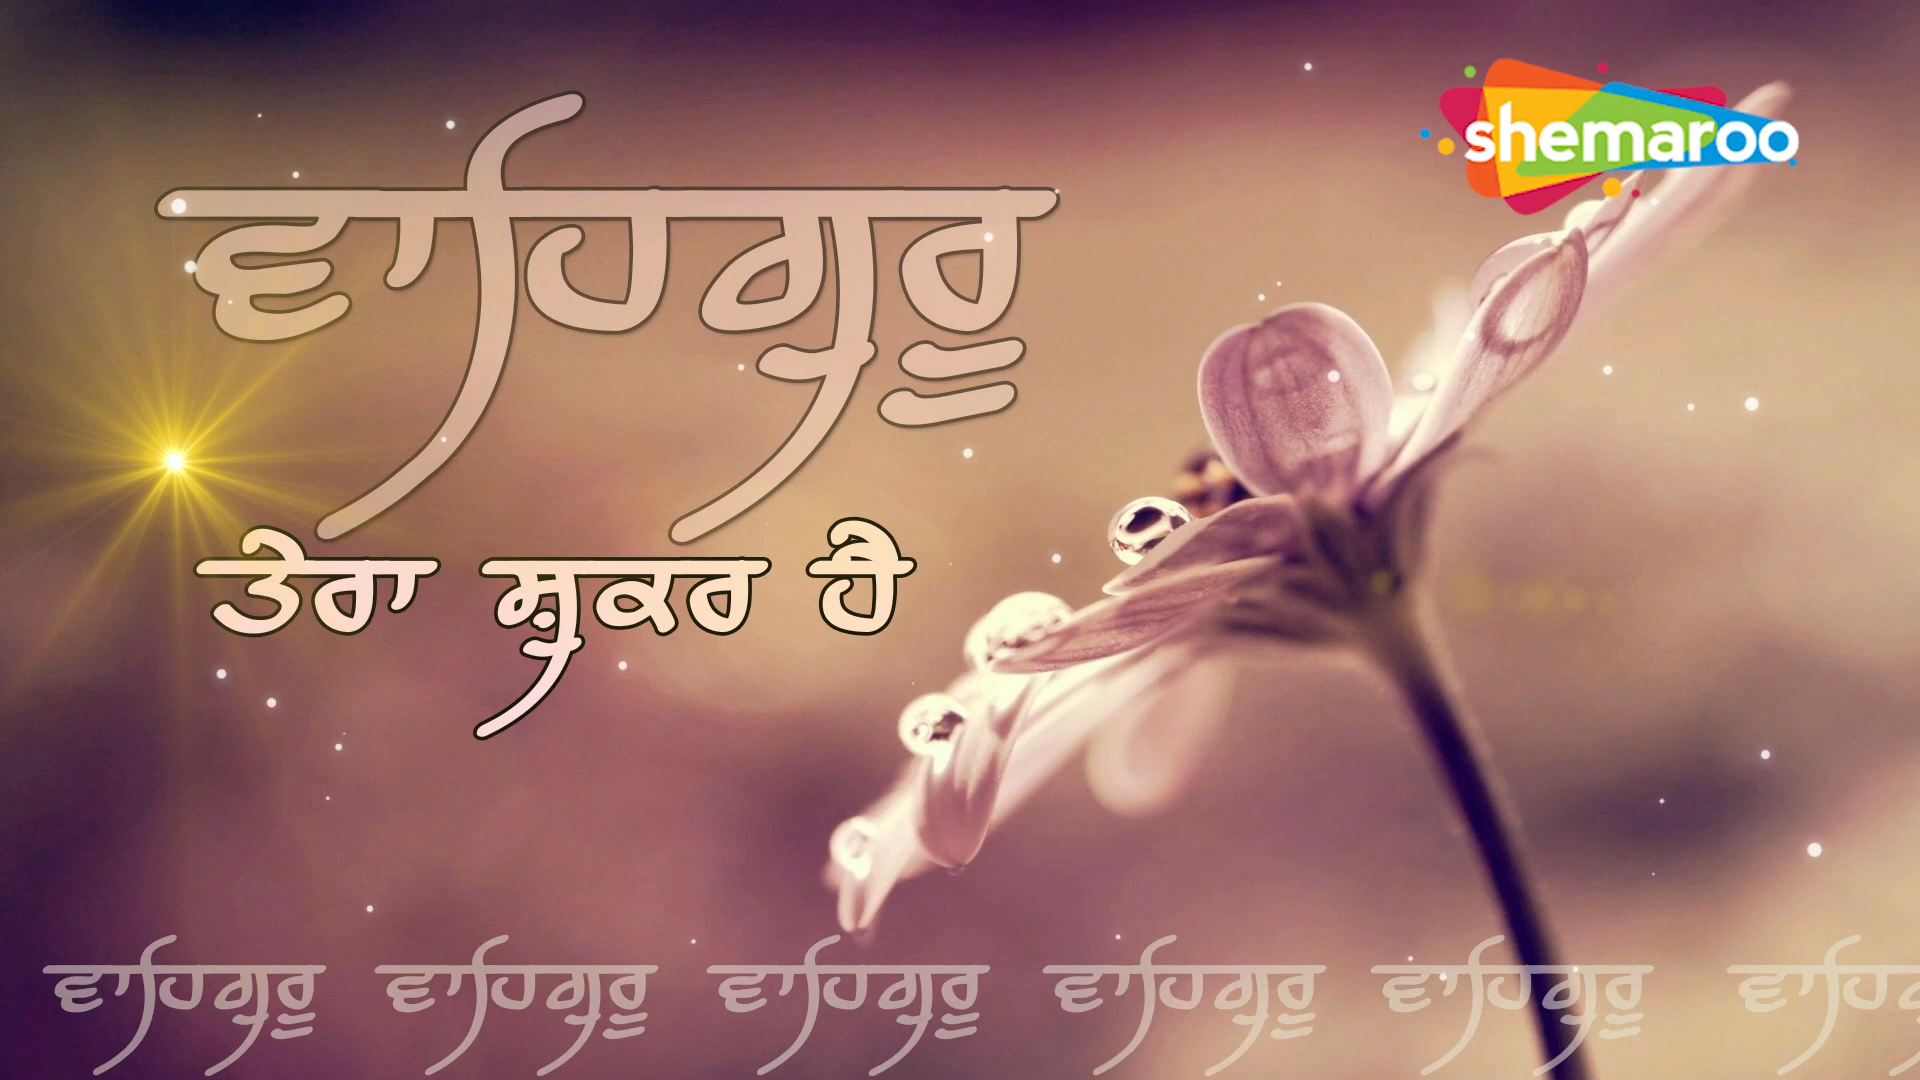 shemaroo
ਵਾਹਿਗੁਰੂ
ਤੇਰਾ ਸ਼ੁਕਰ ਹੈ
ਵਾਹਿਗੁਰੂ ਵਾਹਿਗੁਰੂ ਵਾਹਿਗੁਰੂ ਵਾਹਿਗੁਰੂ ਵਾਹਿਗੁਰੂ